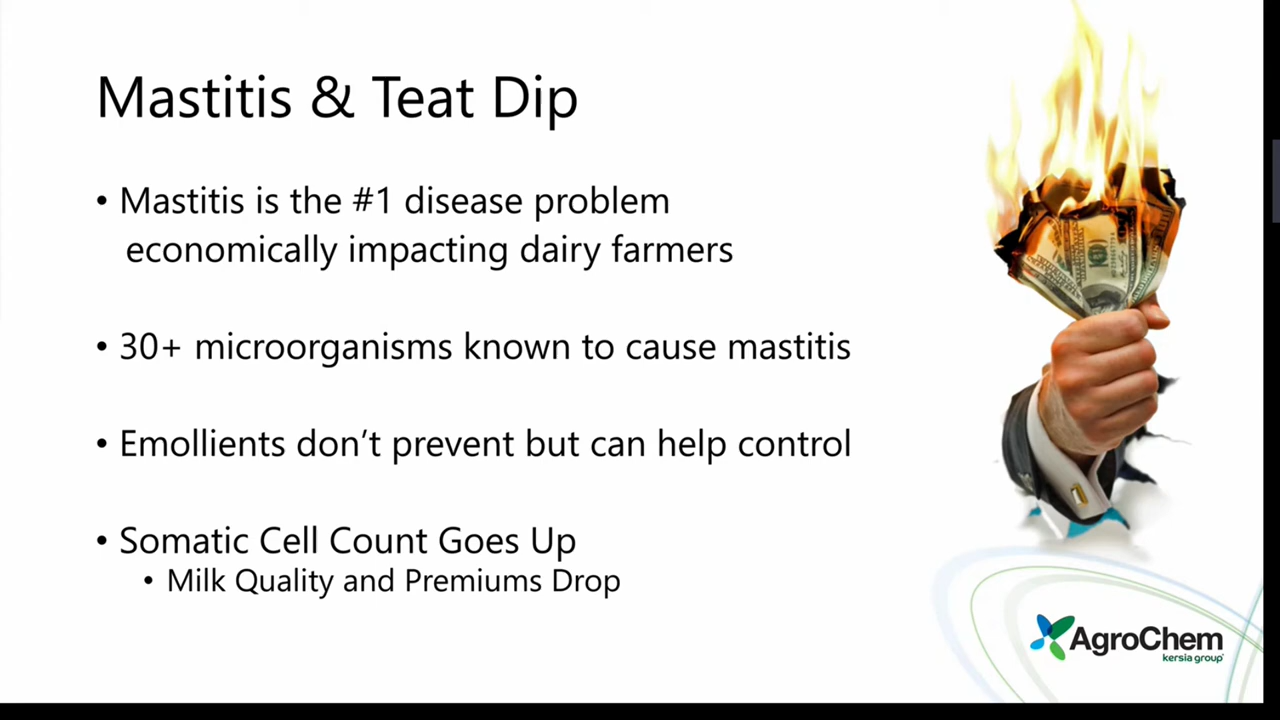 Mastitis & Teat Dip
• Mastitis is the #1 disease problem
economically impacting dairy farmers
• 30+ microorganisms known to cause mastitis
• Emollients don’t prevent but can help control
• Somatic Cell Count Goes Up
• Milk Quality and Premiums Drop
AgroChem
kersia group